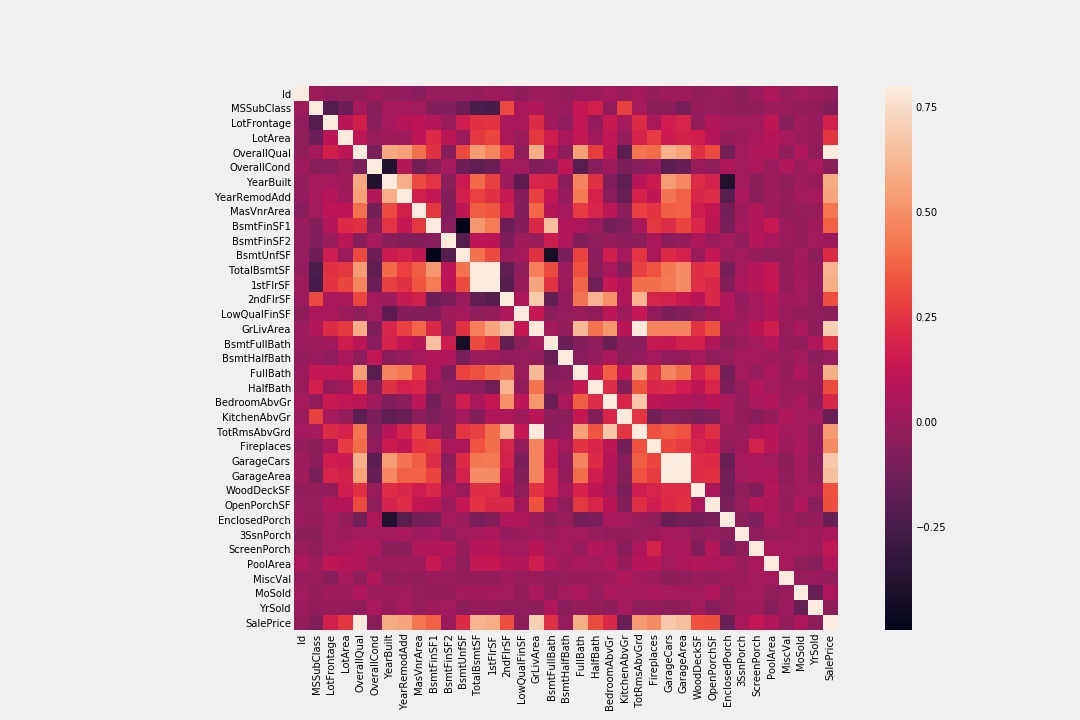 Id
MSSubClass
LotFrontage
LotArea
OverallQual
OverallCond
YearBuilt
YearRemodAdd
MasVnrArea
BsmtFinSF1
BsmtFinSF2
BsmtUnfSF
TotalBsmtSF
1stFlrSF
2ndFlrSF
LowQualFinSF
GrLivArea
BsmtFullBath
BsmtHalfBath
FullBath
HalfBath
BedroomAbvGr
KitchenAbvGr
TotRmsAbvGrd
Fireplaces
GarageCars
GarageArea
WoodDeckSF
OpenPorchSF
EnclosedPorch
3SsnPorch
ScreenPorch
PoolArea
MiscVal
MoSold
YrSold
SalePrice
Id
MSSubClass
LotFrontage
LotArea
OverallQual
OverallCond
YearBuilt
YearRemodAdd
MasVnrArea
BsmtFinSF1
BsmtFinSF2
BsmtUnfSF
TotalBsmtSF
1stFlrSF
2ndFlrSF
LowQualFinSF
GrLivArea
BsmtFullBath
BsmtHalfBath
FullBath
HalfBath
BedroomAbvGr
KitchenAbvGr
TotRmsAbvGrd
Fireplaces
GarageCars
GarageArea
WoodDeckSF
OpenPorchSF
EnclosedPorch
3SsnPorch
ScreenPorch
PoolArea
MiscVal
MoSold
YrSold
SalePrice
0.75
0.50
0.25
0.00
−0.25